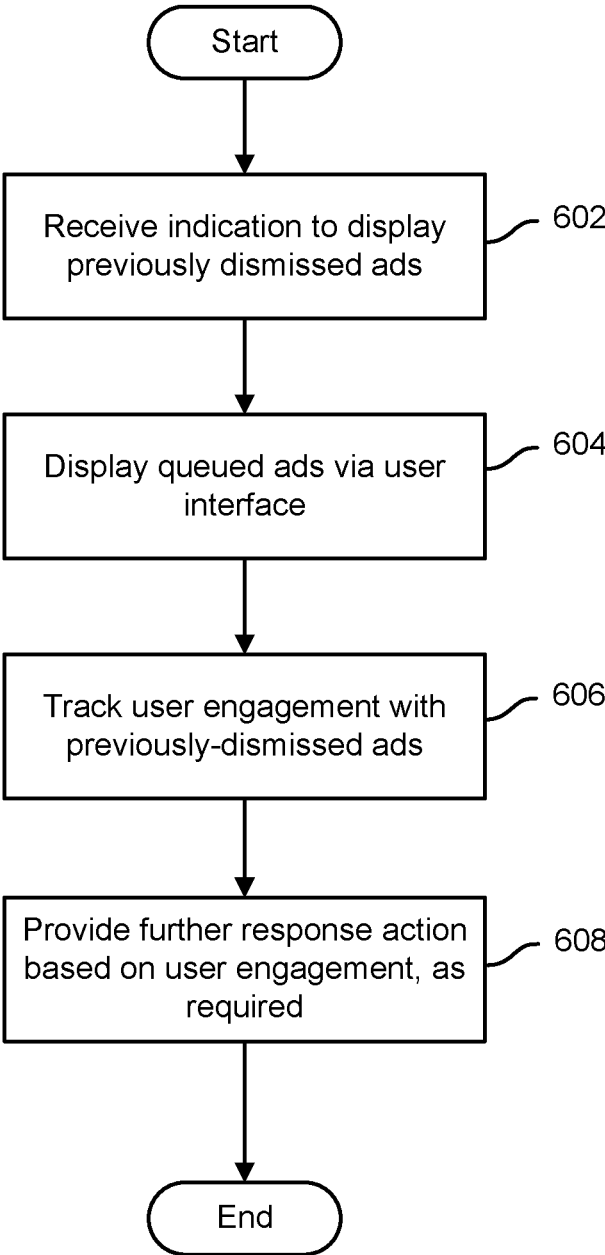 Start
Receive indication to display
previously dismissed ads
602
Display queued ads via user
interface
604
Track user engagement with
previously-dismissed ads
606
Provide further response action
based on user engagement, as
required
608
End